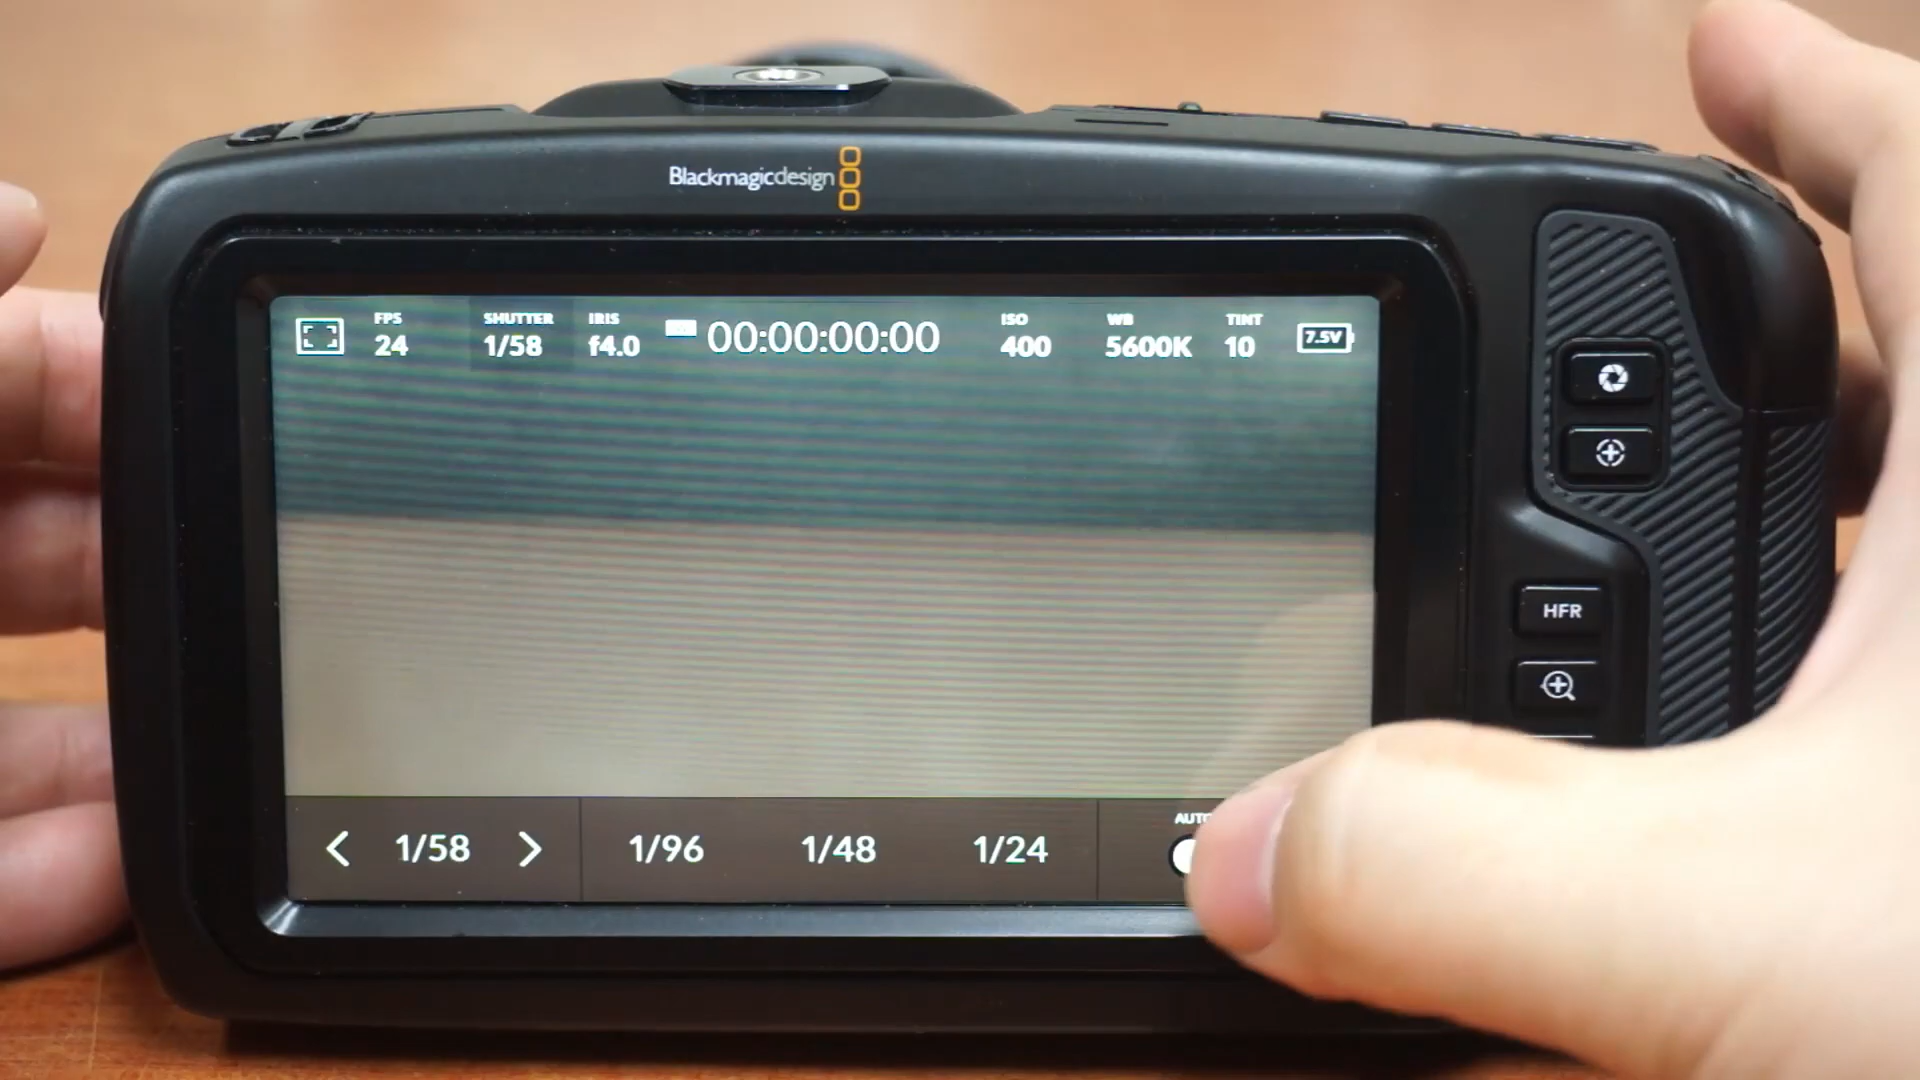 Blackmagicdesign
FPS
24
SHUTTER
1/58
IRIS
f4.0
00:00:00:00
ISO
400
WB
5600K
TINT
10
7.5V
HFR
1/58
1/96
1/48
1/24
AUTO